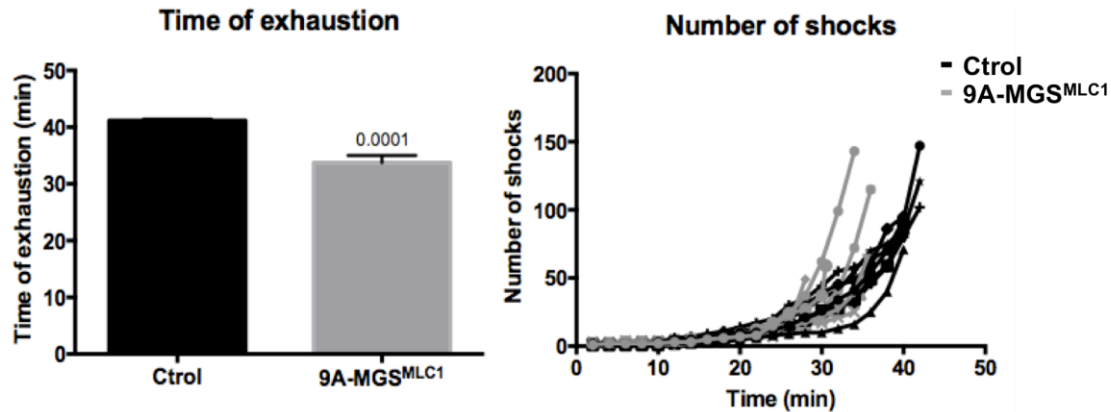 Time of exhaustion
Time of exhaustion (min)
50
40
30
20
10
0
0.0001
Ctrol
9A-MGSMLC1
Number of shocks
Ctrol
9A-MGSMLC1
Number of shocks
200
150
100
50
0
0
10
20
30
40
50
Time (min)